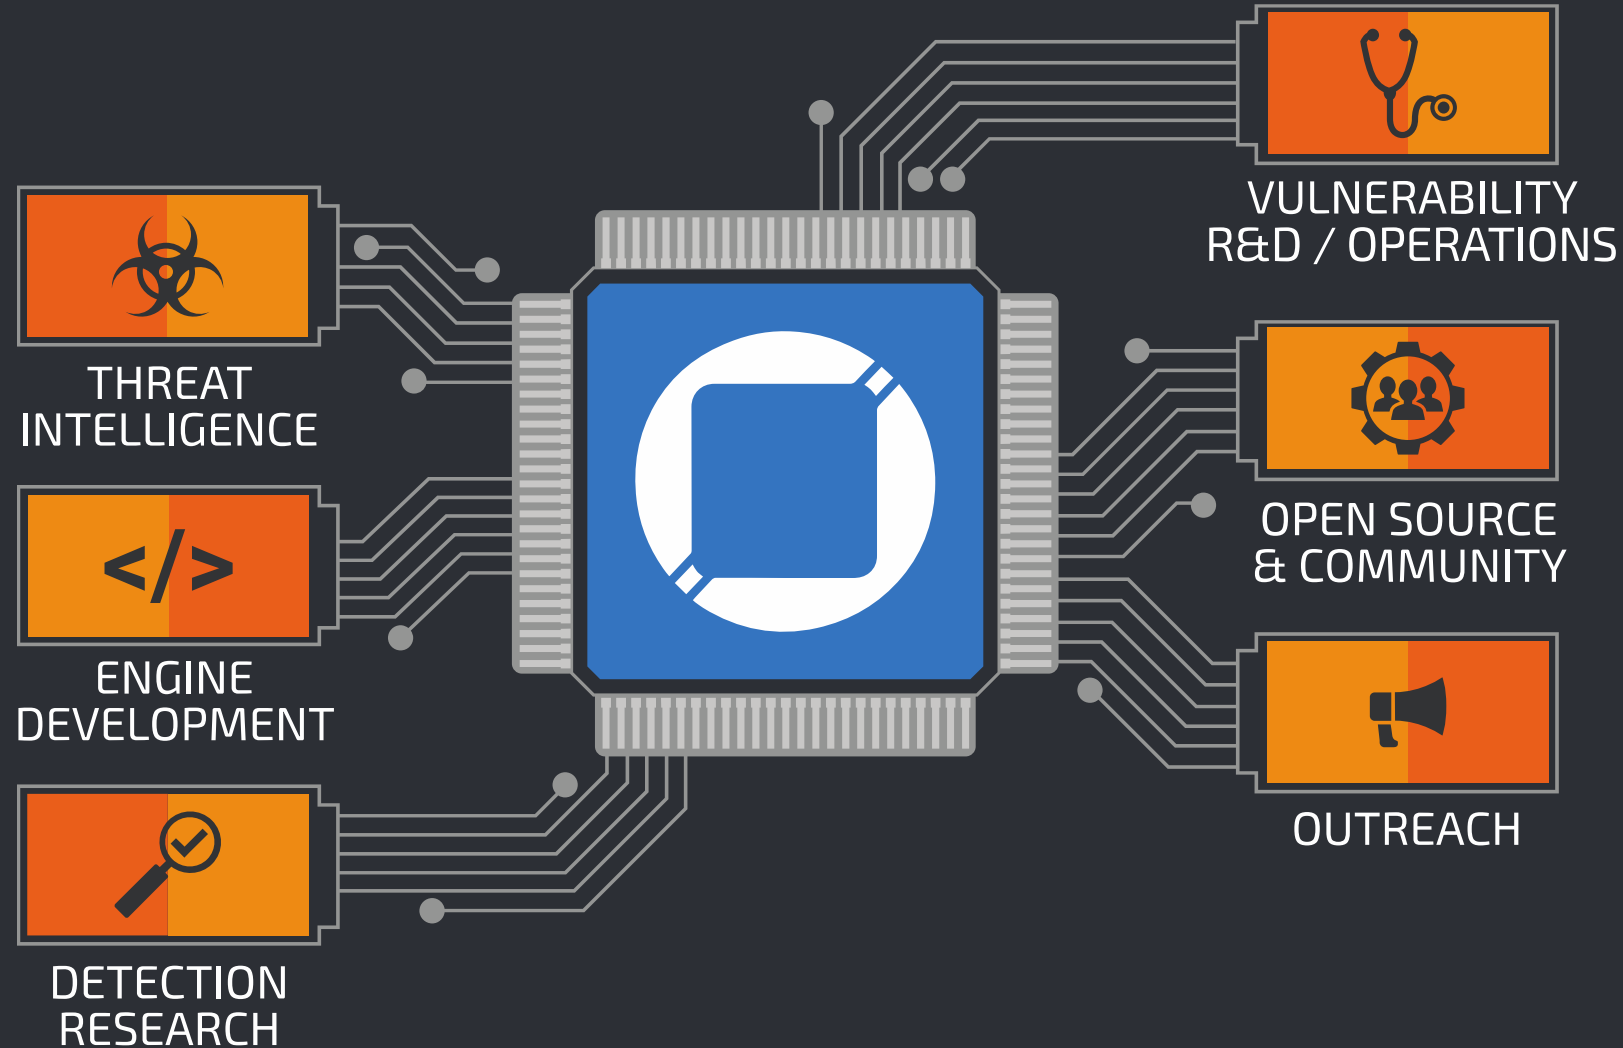 THREAT
INTELLIGENCE
</>
ENGINE
DEVELOPMENT
DETECTION
RESEARCH
VULNERABILITY
R&D / OPERATIONS
OPEN SOURCE
& COMMUNITY
OUTREACH